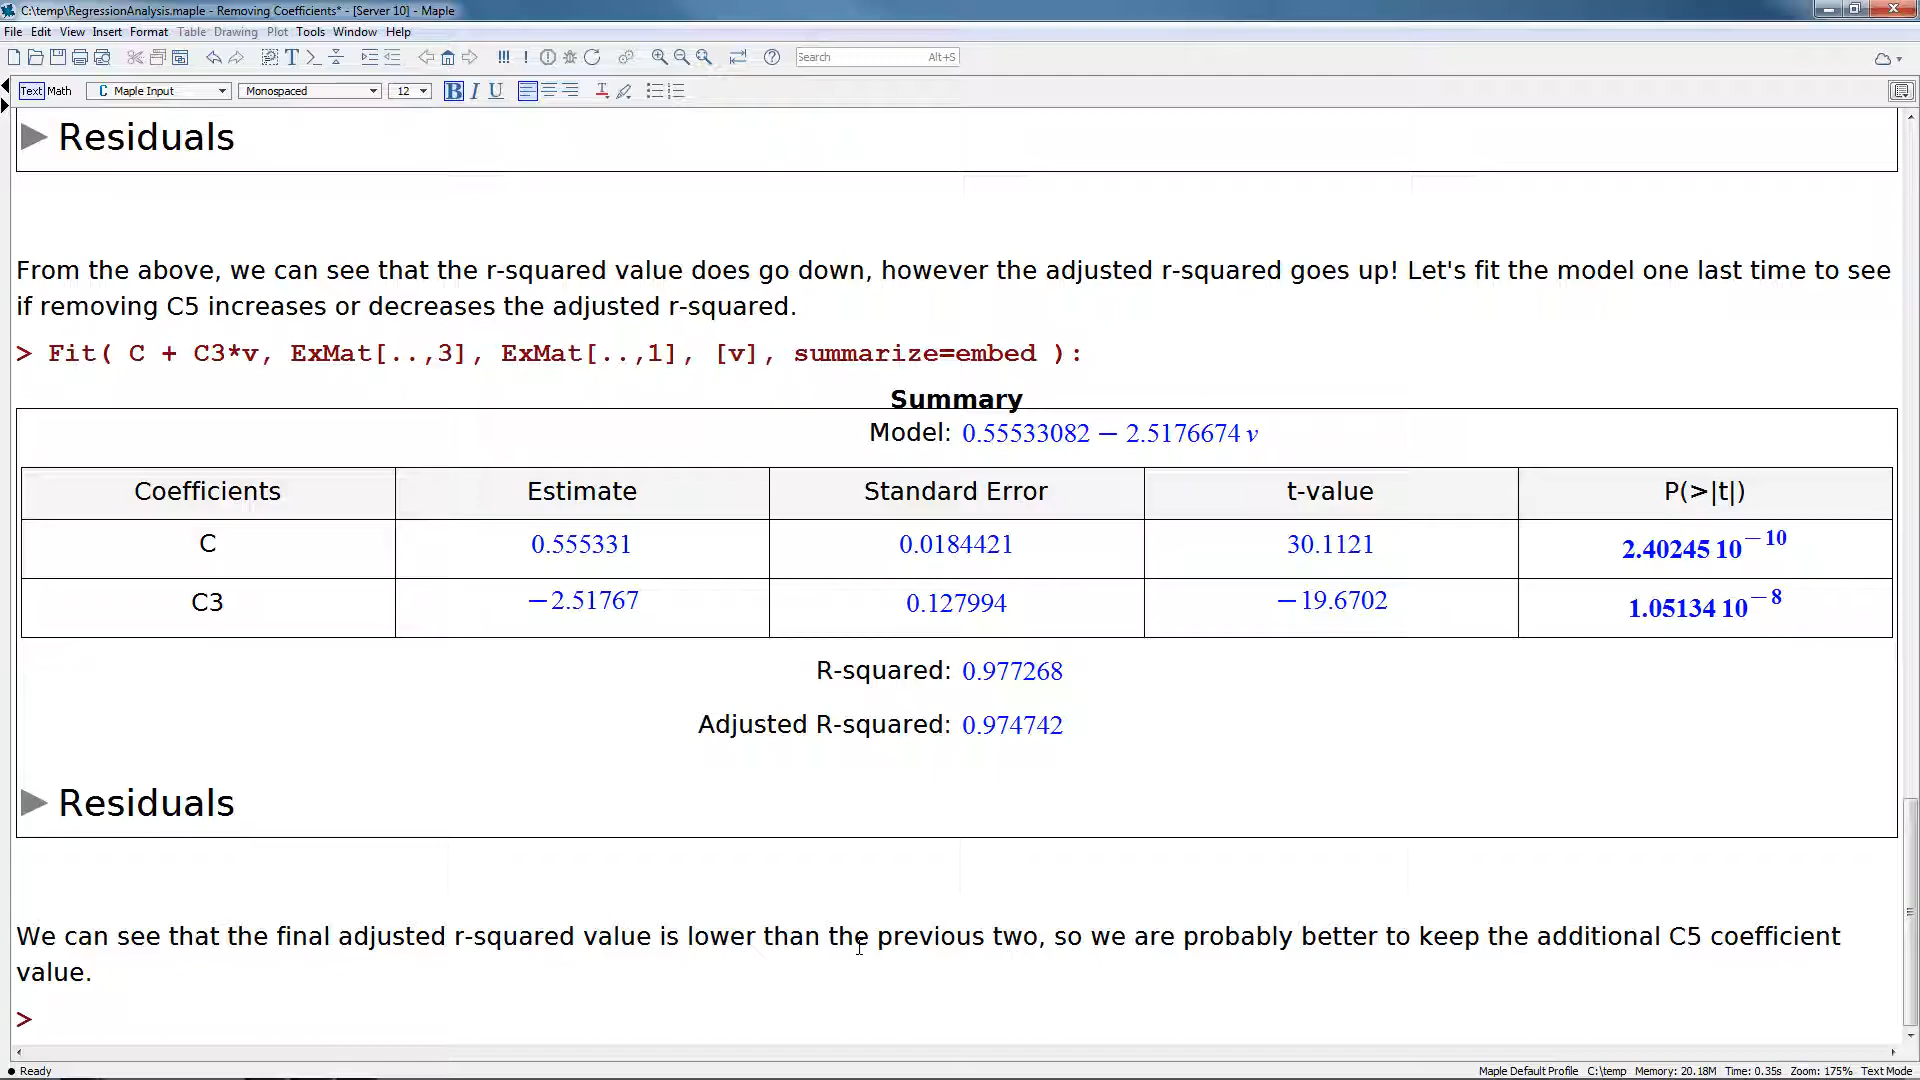 C:\temp\RegressionAnalysis.maple - Removing Coefficients* - [Server 10] - Maple
File Edit View Insert Format Table Drawing Plot Tools Window Help
Search Alt+S
Text Math C Maple Input Monospaced 12 B I U
Residuals
From the above, we can see that the r-squared value does go down, however the adjusted r-squared goes up! Let's fit the model one last time to see
if removing C5 increases or decreases the adjusted r-squared.
> Fit( C + C3*v, ExMat[..,3], ExMat[..,1], [v], summarize=embed ):
Summary
Model: 0.55533082 − 2.5176674 v
Coefficients Estimate Standard Error t-value P(>|t|)
C 0.555331 0.0184421 30.1121 2.40245 10^−10
C3 −2.51767 0.127994 −19.6702 1.05134 10^−8
R-squared: 0.977268
Adjusted R-squared: 0.974742
Residuals
We can see that the final adjusted r-squared value is lower than the previous two, so we are probably better to keep the additional C5 coefficient
value.
>
Ready Maple Default Profile C:\temp Memory: 20.18M Time: 0.35s Zoom: 175% Text Mode